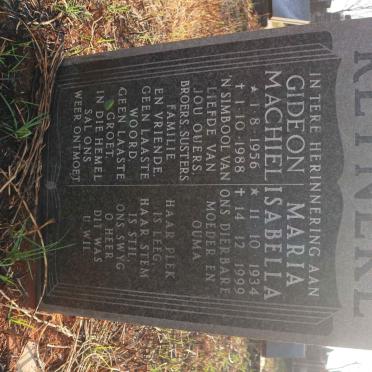 KLEYNHE
IN TERE HERINNERING AAN
GIDEON
MACHIEL
★ 1.8.1956
✝ 1.10.1988
'N SIMBOOL VAN
LIEFDE VAN
JOU OUERS,
BROERS, SUSTERS,
FAMILIE
EN VRIENDE.
GEEN LAASTE
WOORD,
GEEN LAASTE
GROET,
IN DIE HEMEL
SAL ONS
WEER ONTMOET.
MARIA
ISABELLA
★ 11.10.1934
✝ 14.12.1999
ONS DIERBARE
MOEDER EN
OUMA
HAAR PLEK
IS LEEG,
HAAR STEM
IS STIL,
ONS SWYG
O HEER
DIT WAS
U WIL